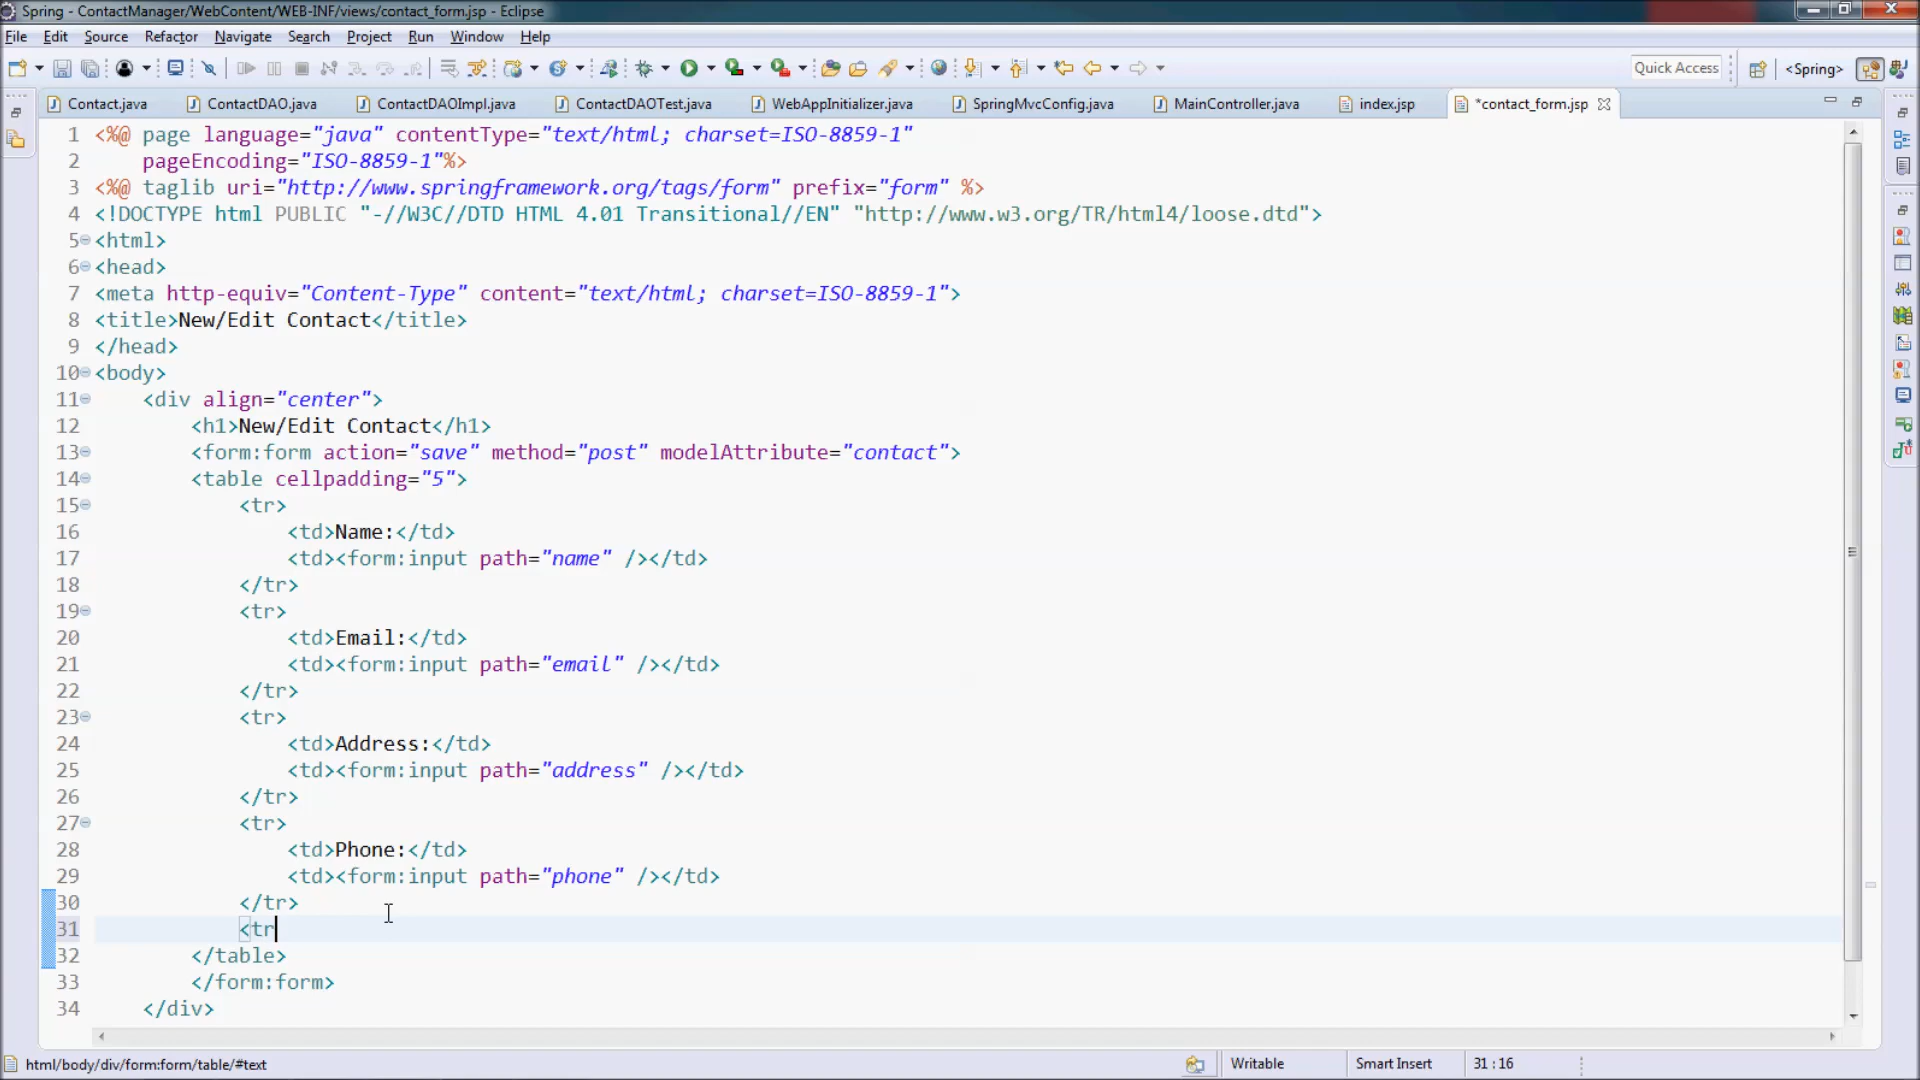 Spring - ContactManager/WebContent/WEB-INF/views/contact_form.jsp - Eclipse
File Edit Source Refactor Navigate Search Project Run Window Help
Quick Access <Spring>
Contact.java ContactDAO.java ContactDAOImpl.java ContactDAOTest.java WebAppInitializer.java SpringMvcConfig.java MainController.java index.jsp *contact_form.jsp
1 <%@ page language="java" contentType="text/html; charset=ISO-8859-1"
2 pageEncoding="ISO-8859-1"%>
3 <%@ taglib uri="http://www.springframework.org/tags/form" prefix="form" %>
4 <!DOCTYPE html PUBLIC "-//W3C//DTD HTML 4.01 Transitional//EN" "http://www.w3.org/TR/html4/loose.dtd">
5 <html>
6 <head>
7 <meta http-equiv="Content-Type" content="text/html; charset=ISO-8859-1">
8 <title>New/Edit Contact</title>
9 </head>
10 <body>
11 <div align="center">
12 <h1>New/Edit Contact</h1>
13 <form:form action="save" method="post" modelAttribute="contact">
14 <table cellpadding="5">
15 <tr>
16 <td>Name:</td>
17 <td><form:input path="name" /></td>
18 </tr>
19 <tr>
20 <td>Email:</td>
21 <td><form:input path="email" /></td>
22 </tr>
23 <tr>
24 <td>Address:</td>
25 <td><form:input path="address" /></td>
26 </tr>
27 <tr>
28 <td>Phone:</td>
29 <td><form:input path="phone" /></td>
30 </tr>
31 <tr
32 </table>
33 </form:form>
34 </div>
html/body/div/form:form/table/#text Writable Smart Insert 31 : 16